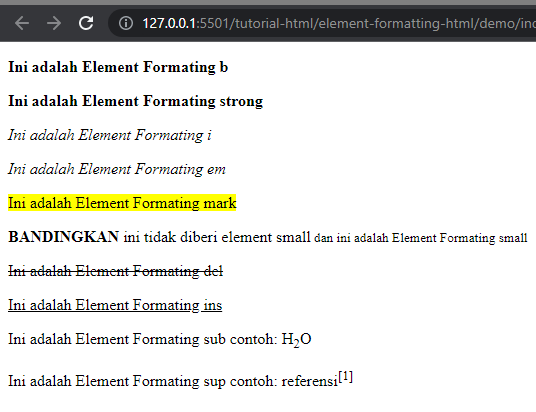 127.0.0.1:5501/tutorial-html/element-formatting-html/demo/inc
Ini adalah Element Formating b
Ini adalah Element Formating strong
Ini adalah Element Formating i
Ini adalah Element Formating em
Ini adalah Element Formating mark
BANDINGKAN ini tidak diberi element small dan ini adalah Element Formating small
Ini adalah Element Formating del
Ini adalah Element Formating ins
Ini adalah Element Formating sub contoh: H₂O
Ini adalah Element Formating sup contoh: referensi[1]